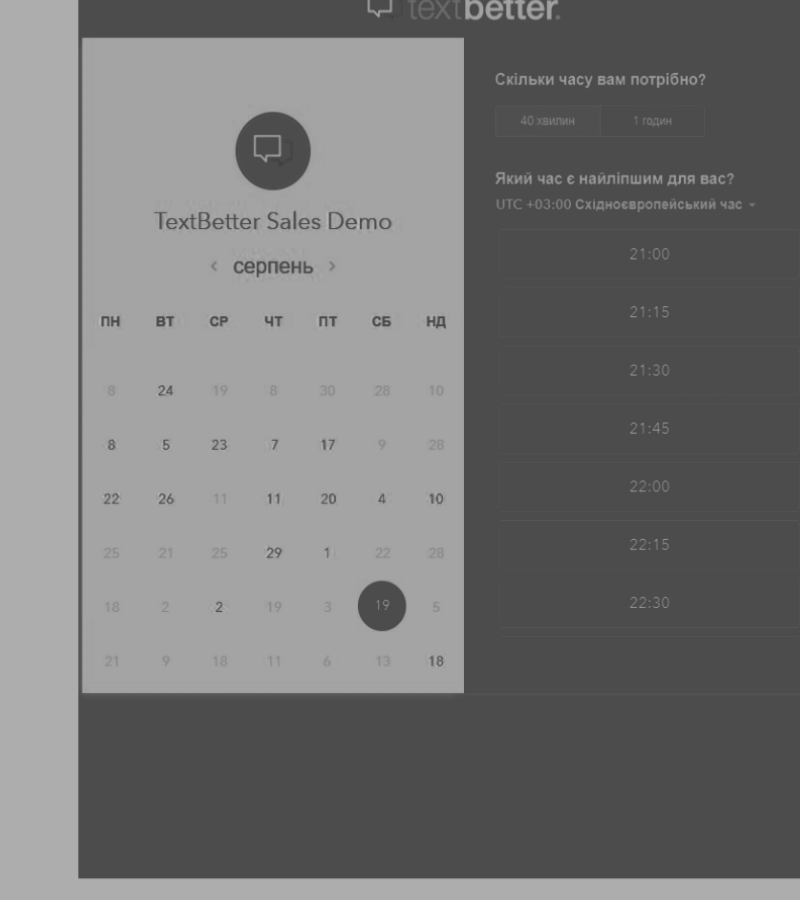 textbetter.
TextBetter Sales Demo
‹ серпень ›
ПН ВТ СР ЧТ ПТ СБ НД
8 24 19 8 30 28 10
8 5 23 7 17 9 28
22 26 11 11 20 4 10
25 21 25 29 1 22 28
18 2 2 19 3 19 5
21 9 18 11 6 13 18
Скільки часу вам потрібно?
40 хвилин 1 годин
Який час є найліпшим для вас?
UTC +03:00 Східноєвропейський час
21:00
21:15
21:30
21:45
22:00
22:15
22:30